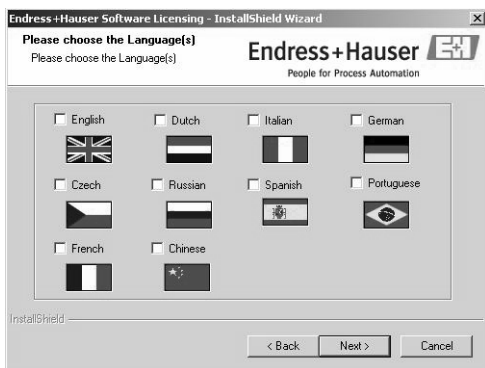 Endress+Hauser Software Licensing - InstallShield Wizard
Please choose the Language(s)
Please choose the Language(s)
Endress+Hauser EH
People for Process Automation
English Dutch Italian German
Czech Russian Spanish Portuguese
French Chinese
InstallShield
< Back Next > Cancel